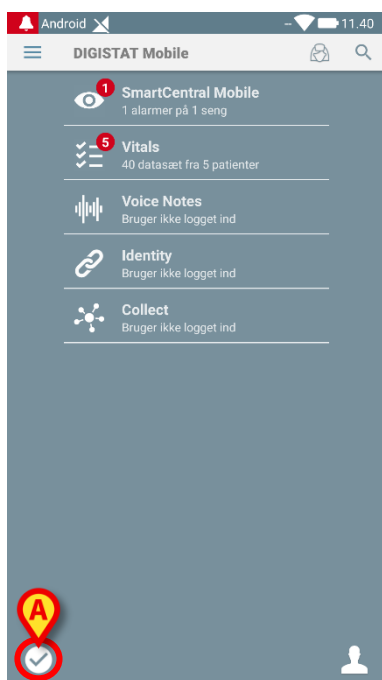 Android -- 11.40
DIGISTAT Mobile
1
SmartCentral Mobile
1 alarmer på 1 seng
5
Vitals
40 datasæt fra 5 patienter
Voice Notes
Bruger ikke logget ind
Identity
Bruger ikke logget ind
Collect
Bruger ikke logget ind
A